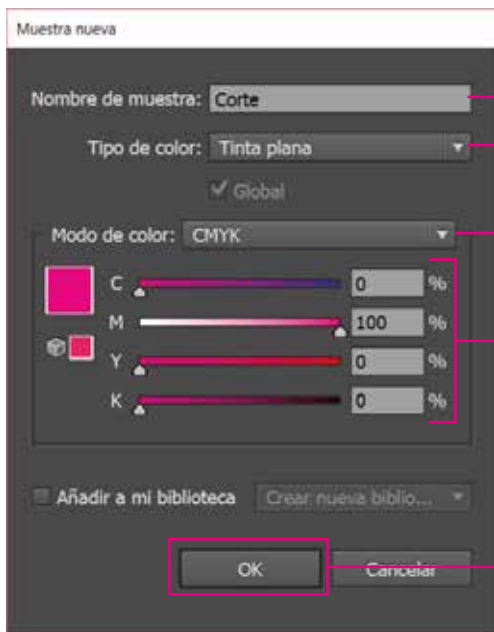 Muestra nueva
Nombre de muestra: Corte
Tipo de color: Tinta plana
Global
Modo de color: CMYK
C 0 %
M 100 %
Y 0 %
K 0 %
Añadir a mi biblioteca Crear nueva biblio...
OK Cancelar